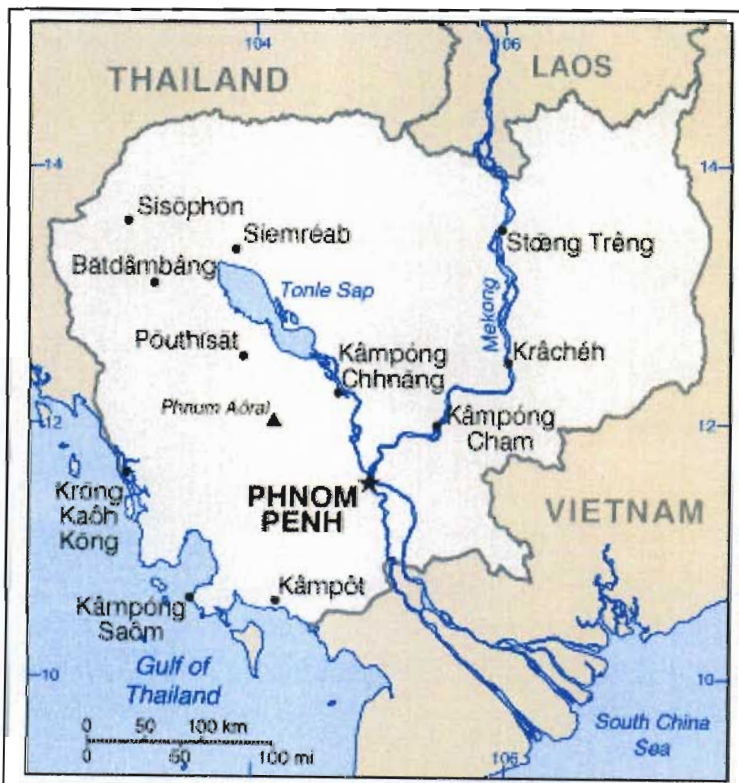 104
106
THAILAND
LAOS
14
14
Sisŏphŏn
Siemréab
Stœng Trêng
Batdâmbâng
Tonle Sap
Mekong
Poŭthĭsăt
Kâmpóng
Chhnăng
Krâchéh
Phnum Aôral
12
12
Kâmpóng
Cham
Krŏng
Kaôh
Kŏng
PHNOM
PENH
VIETNAM
Kâmpóng
Saôm
Kâmpôt
10
10
Gulf of
Thailand
South China
Sea
0 50 100 km
0 50 100 mi
106